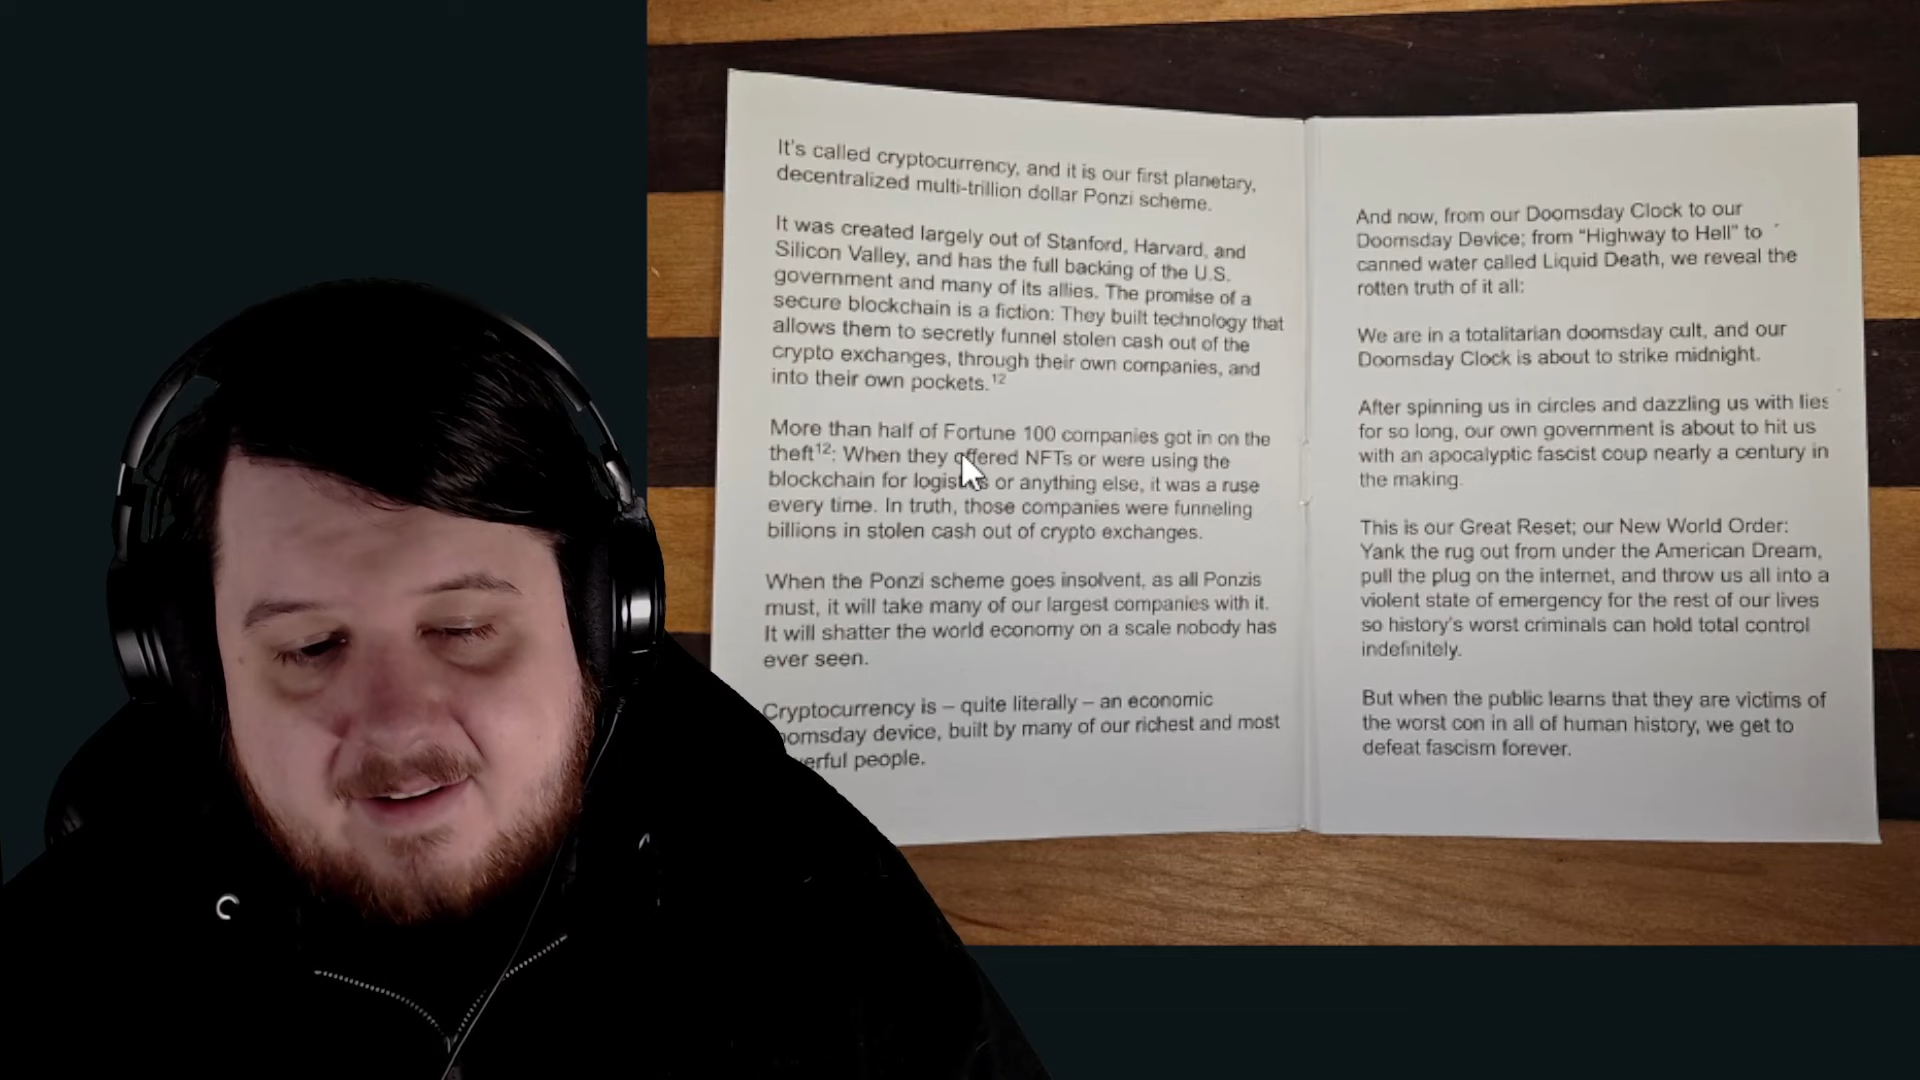 It's called cryptocurrency, and it is our first planetary,
decentralized multi-trillion dollar Ponzi scheme.
It was created largely out of Stanford, Harvard, and
Silicon Valley, and has the full backing of the U.S.
government and many of its allies. The promise of a
secure blockchain is a fiction: They built technology that
allows them to secretly funnel stolen cash out of the
crypto exchanges, through their own companies, and
into their own pockets.¹²
More than half of Fortune 100 companies got in on the
theft¹²: When they offered NFTs or were using the
blockchain for logistics or anything else, it was a ruse
every time. In truth, those companies were funneling
billions in stolen cash out of crypto exchanges.
When the Ponzi scheme goes insolvent, as all Ponzis
must, it will take many of our largest companies with it.
It will shatter the world economy on a scale nobody has
ever seen.
Cryptocurrency is – quite literally – an economic
device, built by many of our richest and most
people.
And now, from our Doomsday Clock to our
Doomsday Device; from “Highway to Hell” to
canned water called Liquid Death, we reveal the
rotten truth of it all:
We are in a totalitarian doomsday cult, and our
Doomsday Clock is about to strike midnight.
After spinning us in circles and dazzling us with lies
for so long, our own government is about to hit us
with an apocalyptic fascist coup nearly a century in
the making.
This is our Great Reset; our New World Order:
Yank the rug out from under the American Dream,
pull the plug on the internet, and throw us all into a
violent state of emergency for the rest of our lives
so history's worst criminals can hold total control
indefinitely.
But when the public learns that they are victims of
the worst con in all of human history, we get to
defeat fascism forever.